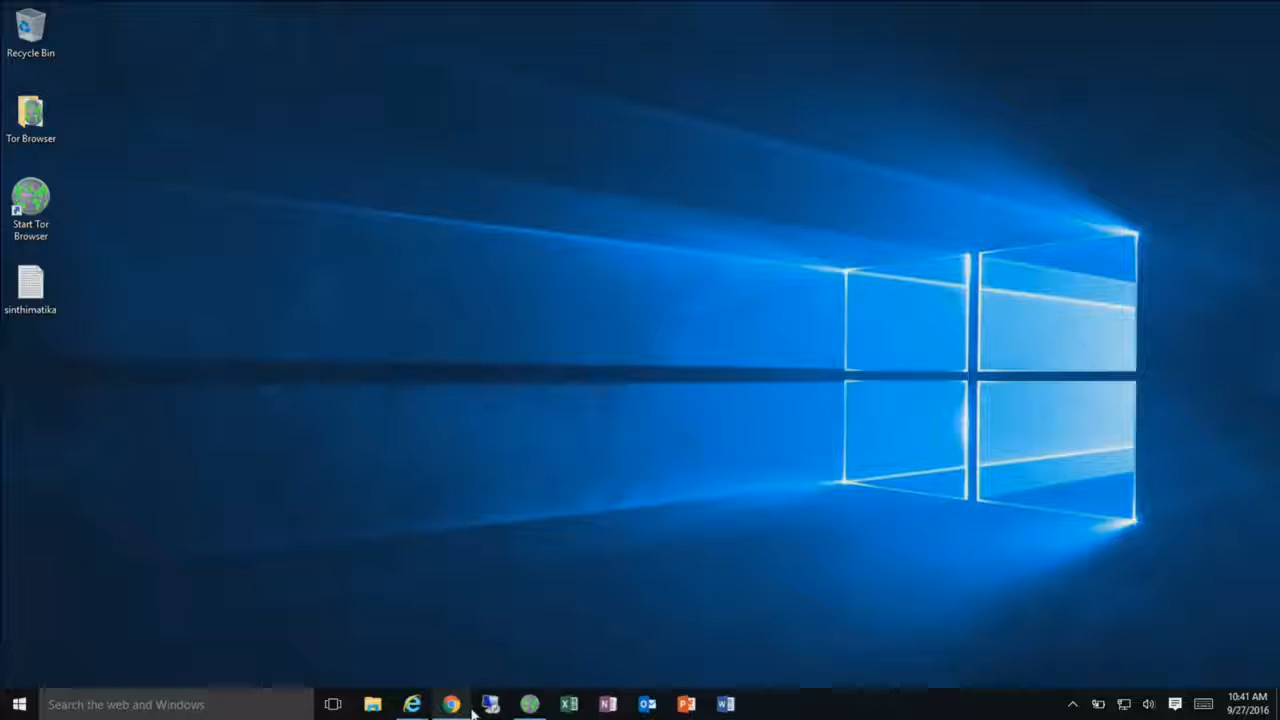 Recycle Bin
Tor Browser
Start Tor
Browser
sinthimatika
Search the web and Windows
10:41 AM
9/27/2016